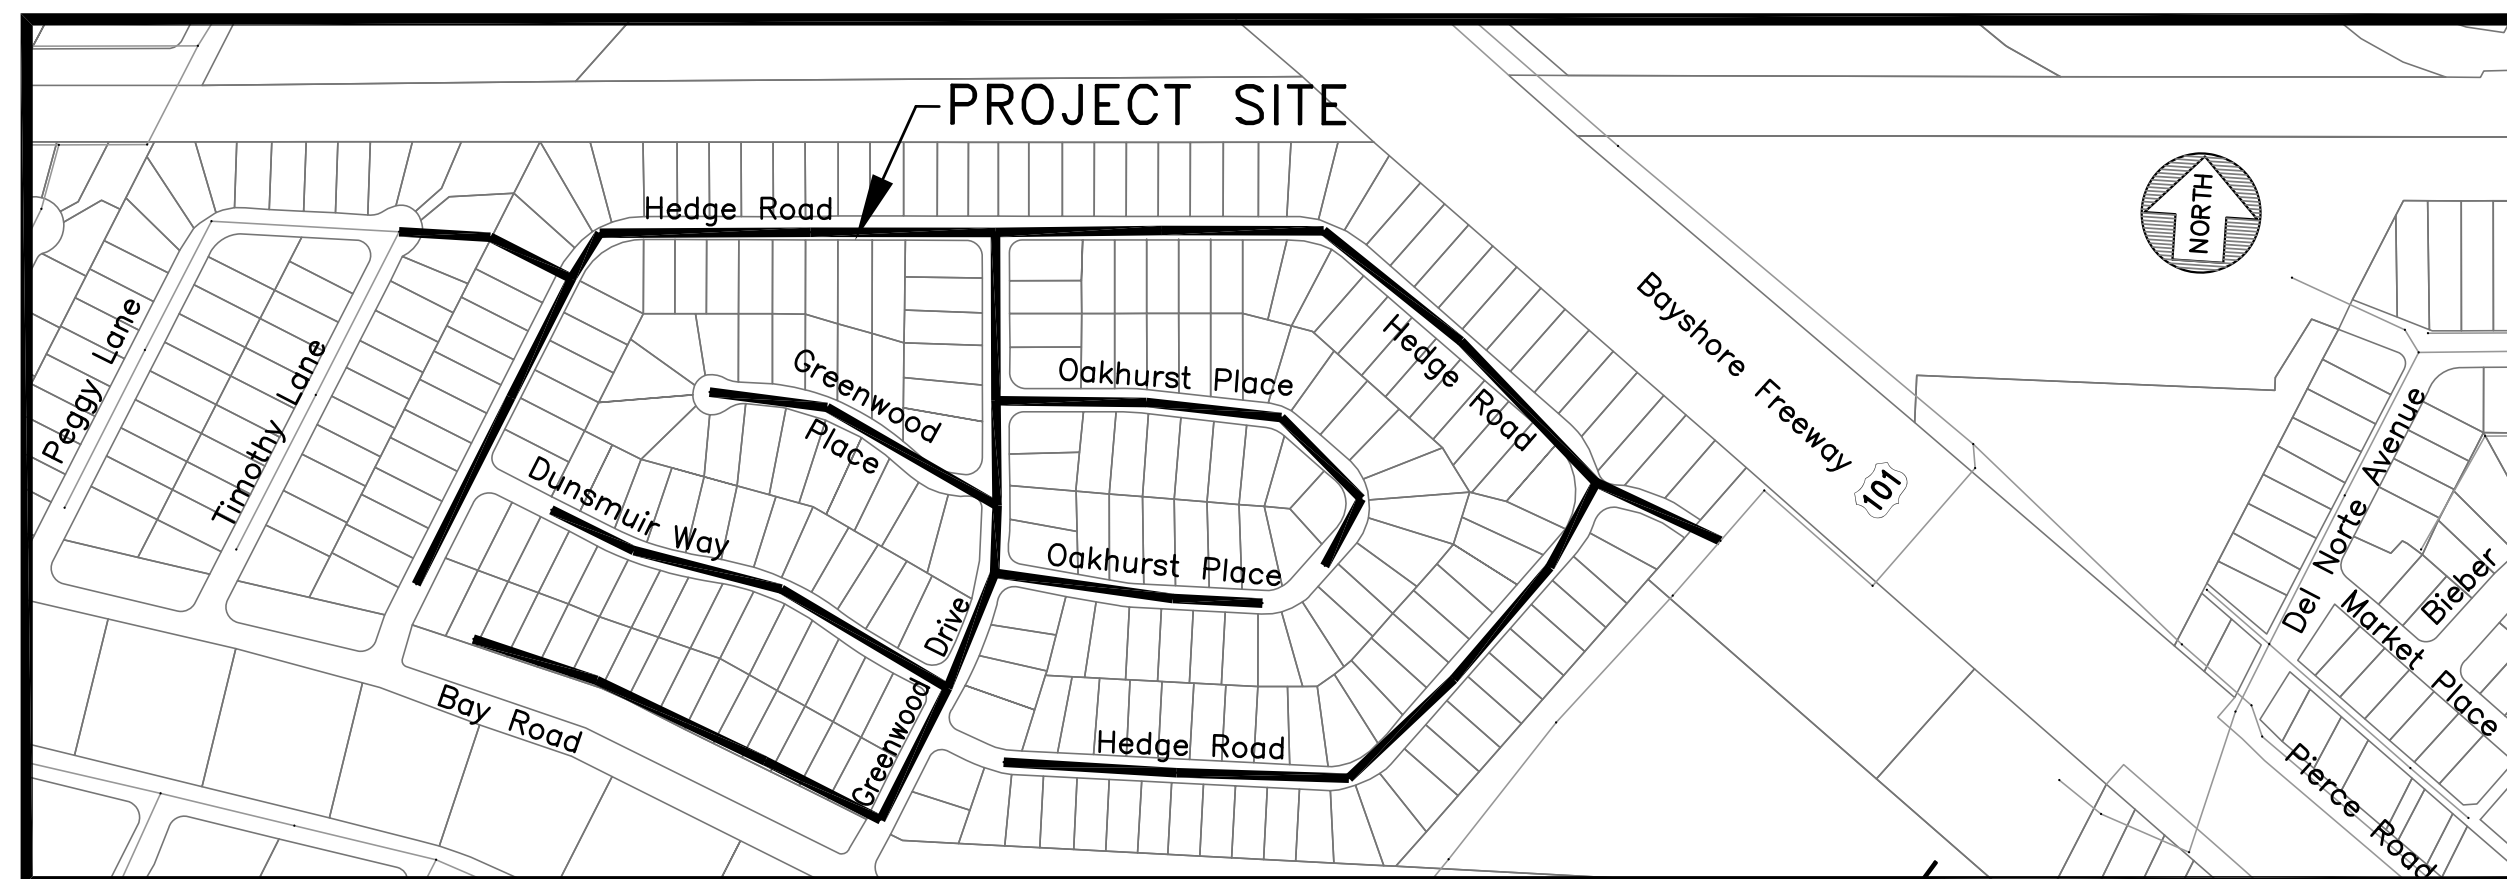 PROJECT SITE
Hedge Road
NORTH
Bayshore Freeway
101
Hedge Road
Peggy Lane
Timothy Lane
Greenwood
Place
Oakhurst Place
Dunsmuir Way
Oakhurst Place
Greenwood Drive
Bay Road
Hedge Road
Del Norte Avenue
Bieber
Market Place
Pierce Road